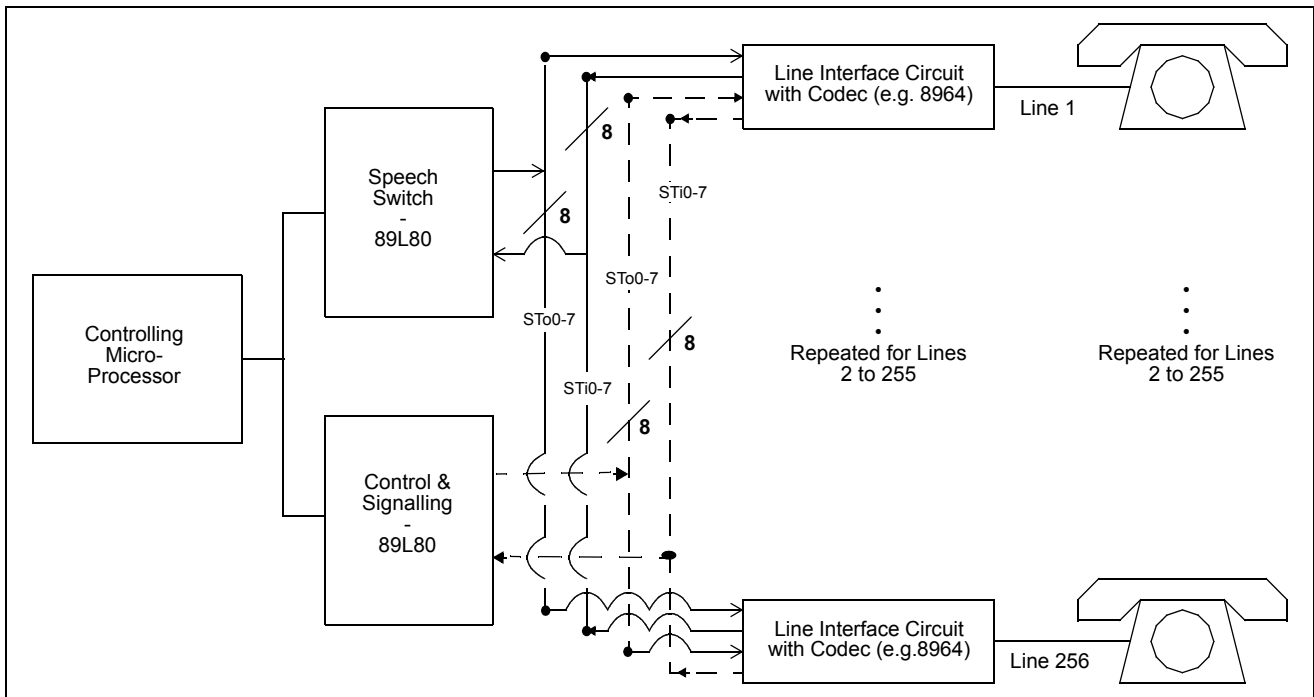 Line Interface Circuit
with Codec (e.g. 8964)
Line 1
8
STi0-7
Speech
Switch
-
89L80
8
STo0-7
STo0-7
8
Controlling
Micro-
Processor
Repeated for Lines
2 to 255
Repeated for Lines
2 to 255
STi0-7
8
Control &
Signalling
-
89L80
Line Interface Circuit
with Codec (e.g.8964)
Line 256